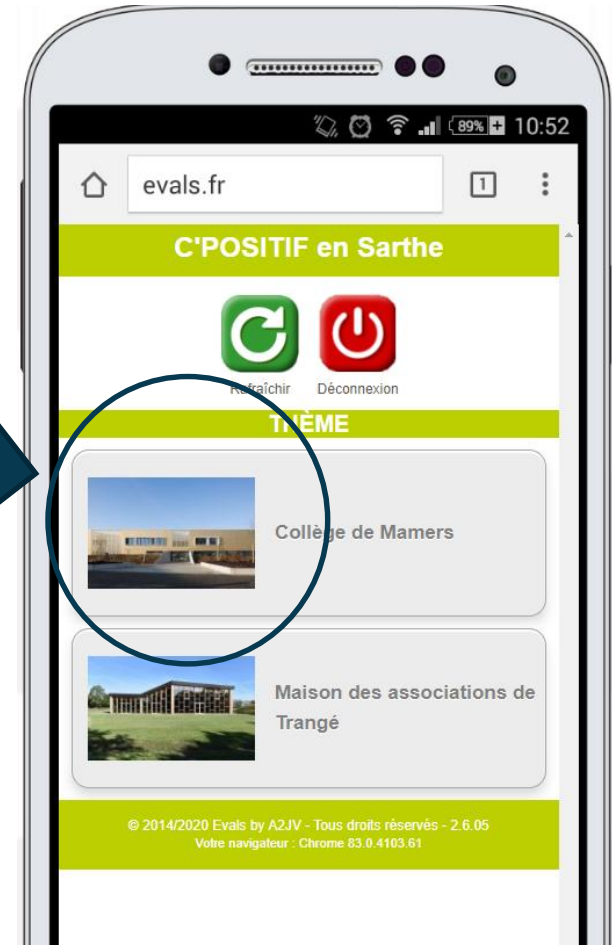 89% 10:52
evals.fr 1
C'POSITIF en Sarthe
Rafraîchir Déconnexion
THÈME
Collège de Mamers
Maison des associations de
Trangé
© 2014/2020 Evals by A2JV - Tous droits réservés - 2.6.05
Votre navigateur : Chrome 83.0.4103.61